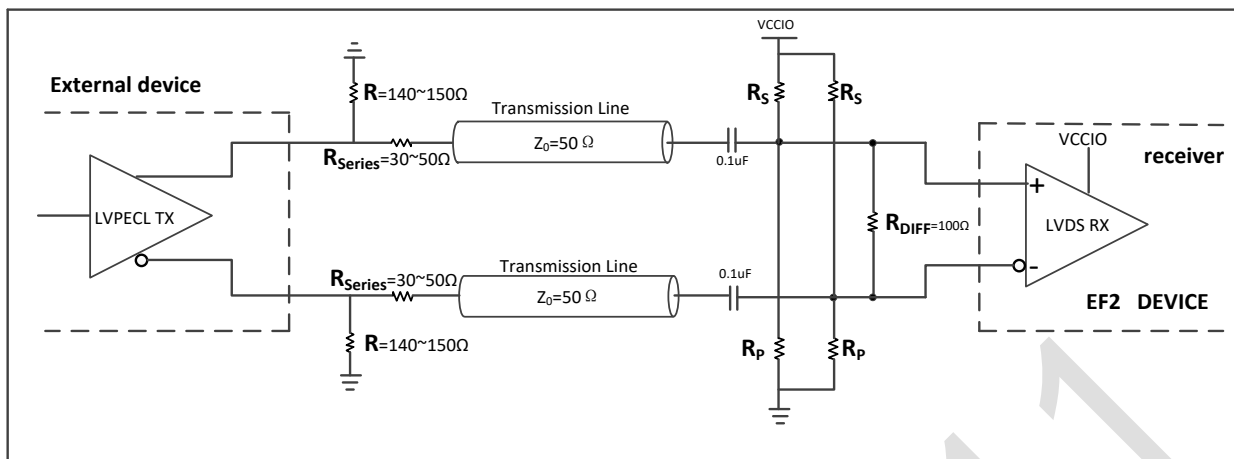 VCCIO
External device
R=140~150Ω
RS
RS
Transmission Line
Z0=50 Ω
RSeries=30~50Ω
0.1uF
VCCIO
receiver
LVPECL TX
RDIFF=100Ω
LVDS RX
+
-
Transmission Line
RSeries=30~50Ω
Z0=50 Ω
0.1uF
EF2 DEVICE
R=140~150Ω
RP
RP